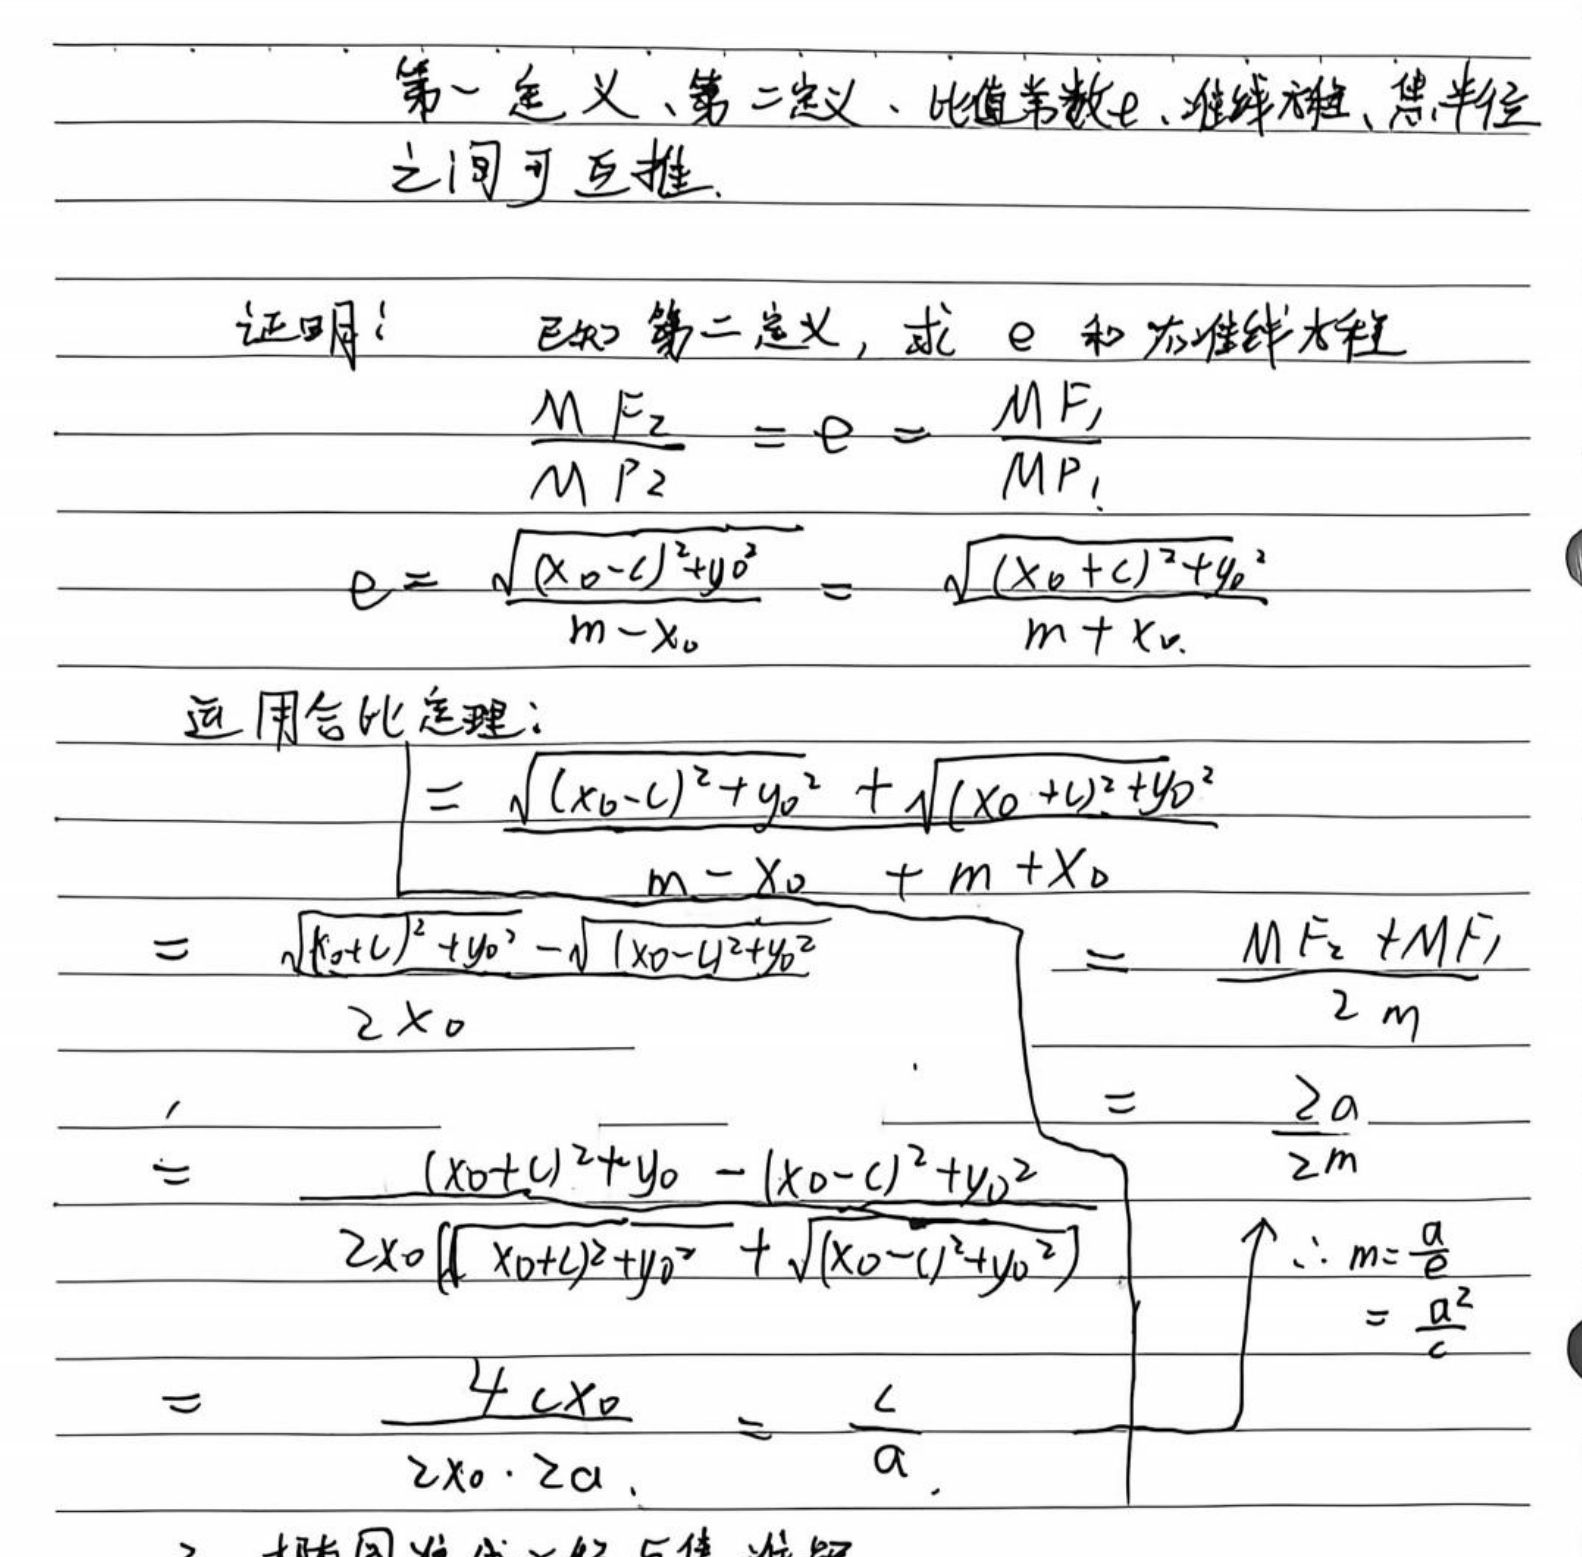 第一定义、第二定义、比值常数e、准线方程、焦半径
之间可互推.
证明: 已知第二定义, 求 e 和 准线方程
MF₂/MP₂ = e = MF₁/MP₁
e = √((x₀-c)²+y₀²)/(m-x₀) = √((x₀+c)²+y₀²)/(m+x₀)
运用合比定理:
= (√((x₀-c)²+y₀²) + √((x₀+c)²+y₀²))/(m-x₀+m+x₀)
= (√((x₀+c)²+y₀²) - √((x₀-c)²+y₀²))/(2x₀)
= (MF₂+MF₁)/(2m)
= 2a/2m
= ((x₀+c)²+y₀ - (x₀-c)²+y₀²)/(2x₀[√(x₀+c)²+y₀² + √((x₀-c)²+y₀²)])
∴ m = a/e
= a²/c
= 4cx₀/(2x₀·2a) = c/a